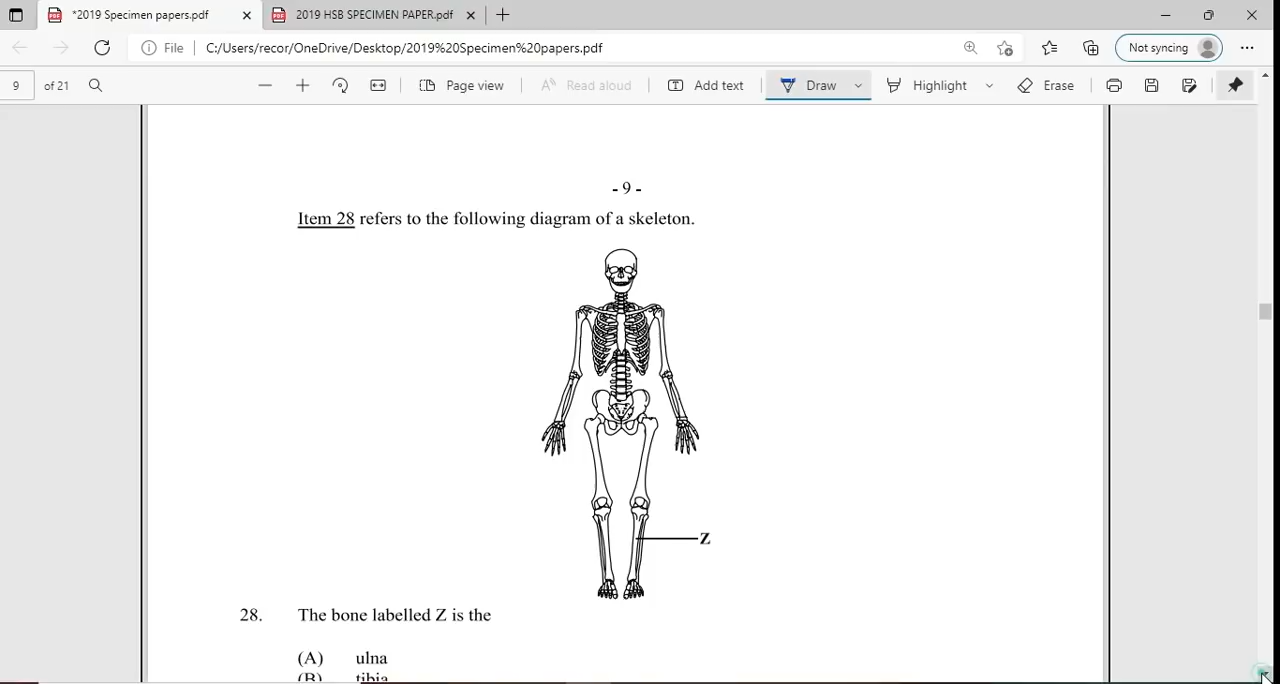 *2019 Specimen papers.pdf
2019 HSB SPECIMEN PAPER.pdf
File
C:/Users/recor/OneDrive/Desktop/2019%20Specimen%20papers.pdf
Not syncing
9 of 21
Page view
Read aloud
Add text
Draw
Highlight
Erase
- 9 -
Item 28 refers to the following diagram of a skeleton.
Z
28. The bone labelled Z is the
(A) ulna
(B) tibia